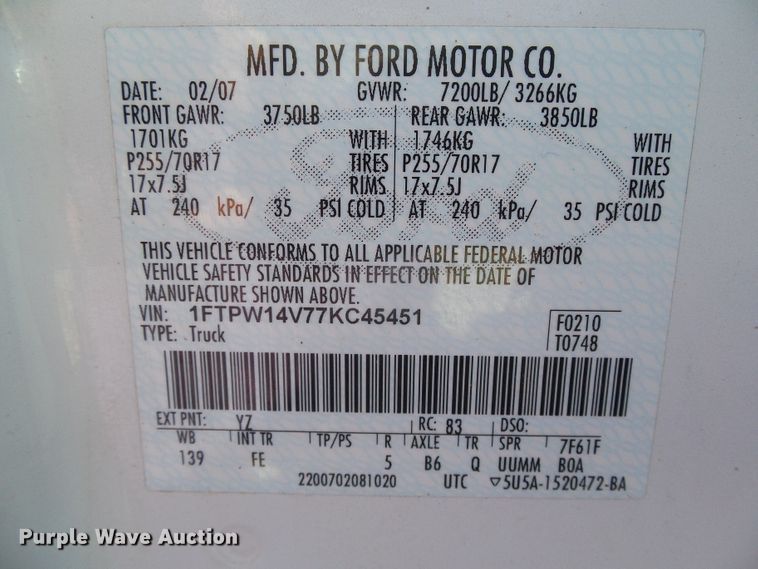 MFD. BY FORD MOTOR CO.
DATE: 02/07 GVWR: 7200LB/ 3266KG
FRONT GAWR: 3750LB REAR GAWR: 3850LB
1701KG WITH 1746KG WITH
P255/70R17 TIRES P255/70R17 TIRES
17x7.5J RIMS 17x7.5J RIMS
AT 240 kPa/ 35 PSI COLD AT 240 kPa/ 35 PSI COLD
THIS VEHICLE CONFORMS TO ALL APPLICABLE FEDERAL MOTOR
VEHICLE SAFETY STANDARDS IN EFFECT ON THE DATE OF
MANUFACTURE SHOWN ABOVE.
VIN: 1FTPW14V77KC45451 F0210
TYPE: Truck T0748
EXT PNT: YZ RC: 83 DSO:
WB INT TR TP/PS R AXLE TR SPR 7F61F
139 FE 5 B6 Q UUMM BOA
2200702081020 UTC ▽5U5A-1520472-BA
Ford
Purple Wave Auction